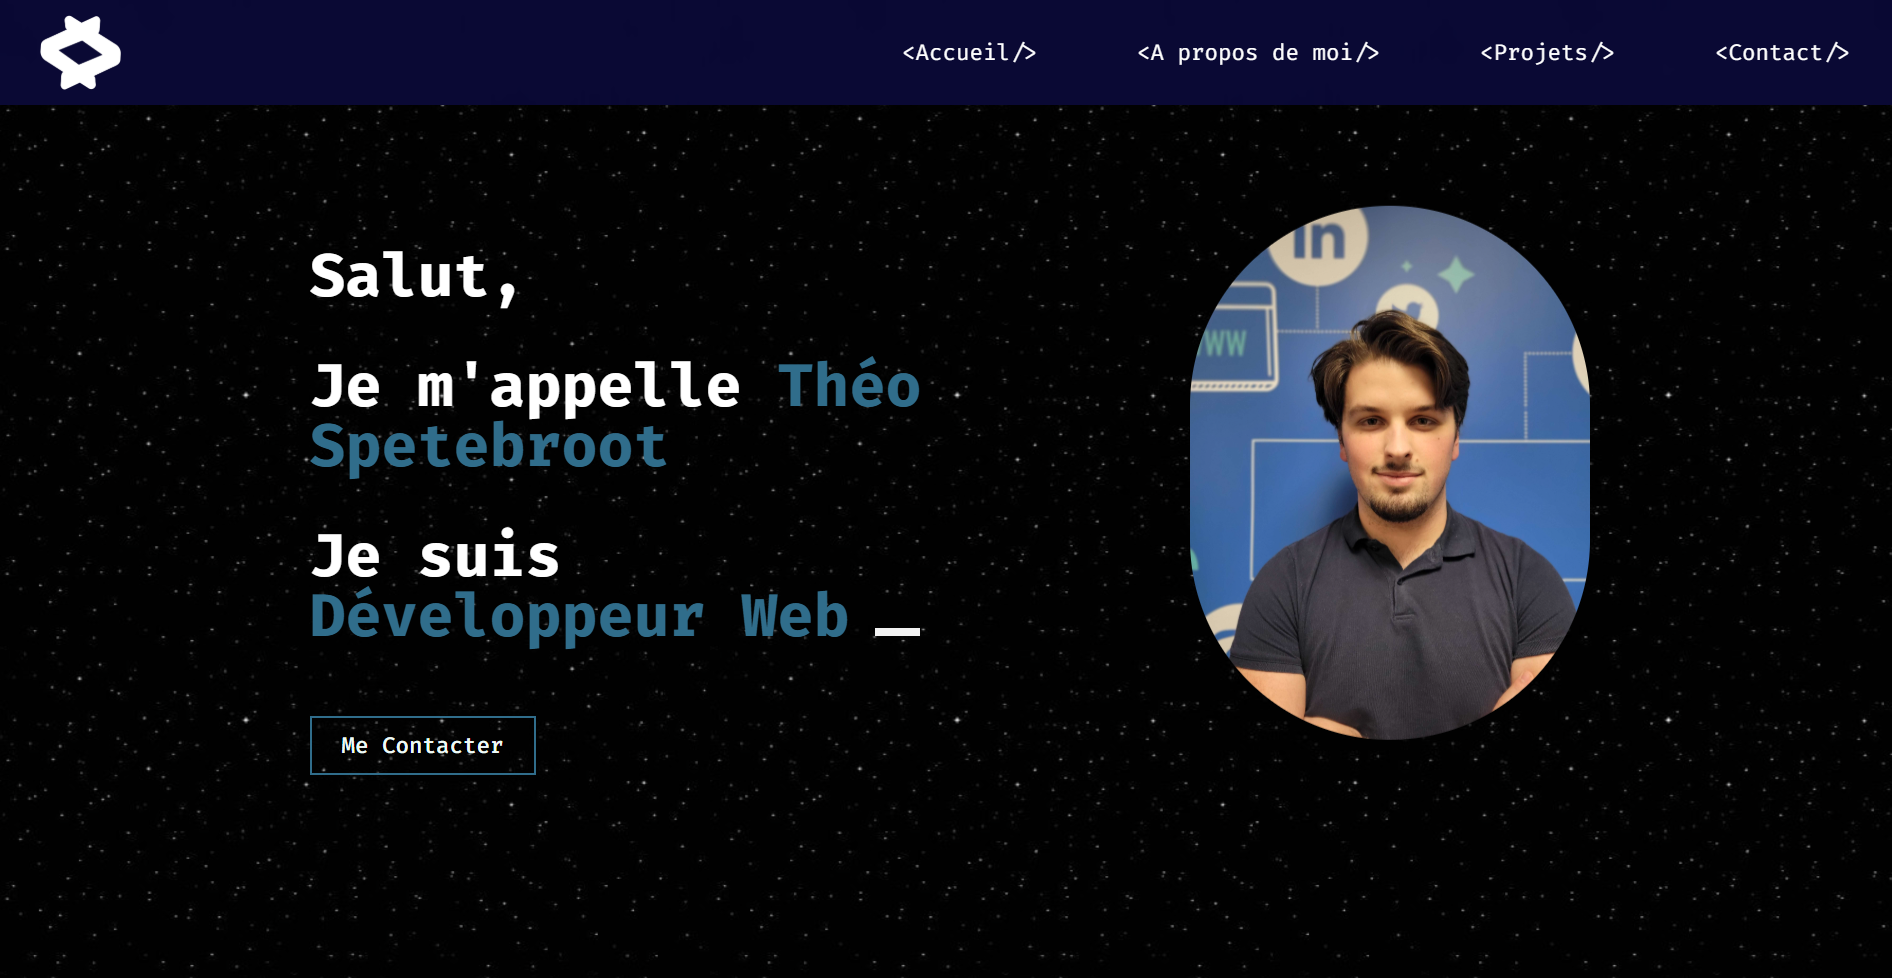 <Accueil/> <A propos de moi/> <Projets/> <Contact/>
Salut,
Je m'appelle Théo
Spetebroot
Je suis
Développeur Web
Me Contacter
in
WW